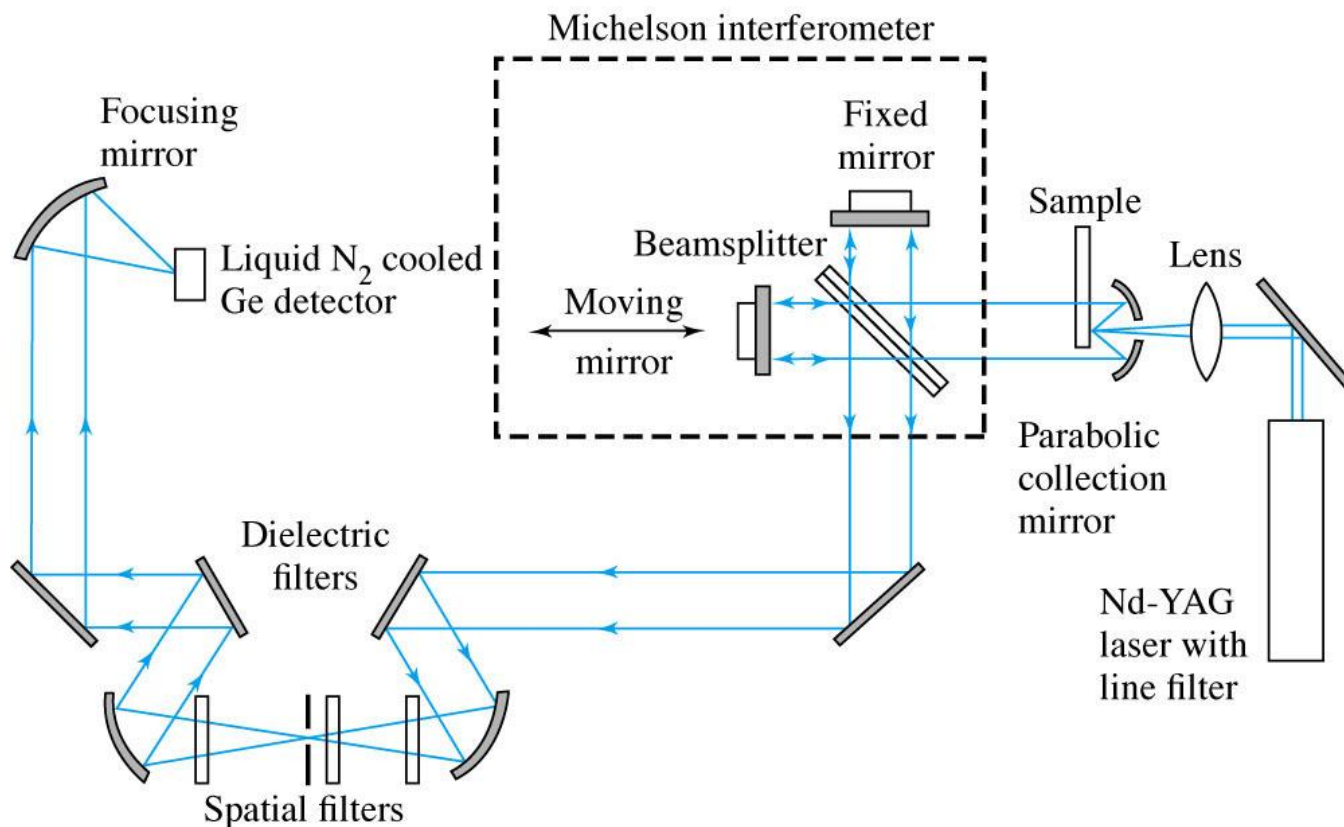 Michelson interferometer
Focusing
mirror
Fixed
mirror
Sample
Beamsplitter
Lens
Liquid N₂ cooled
Ge detector
Moving
mirror
Parabolic
collection
mirror
Dielectric
filters
Nd-YAG
laser with
line filter
Spatial filters